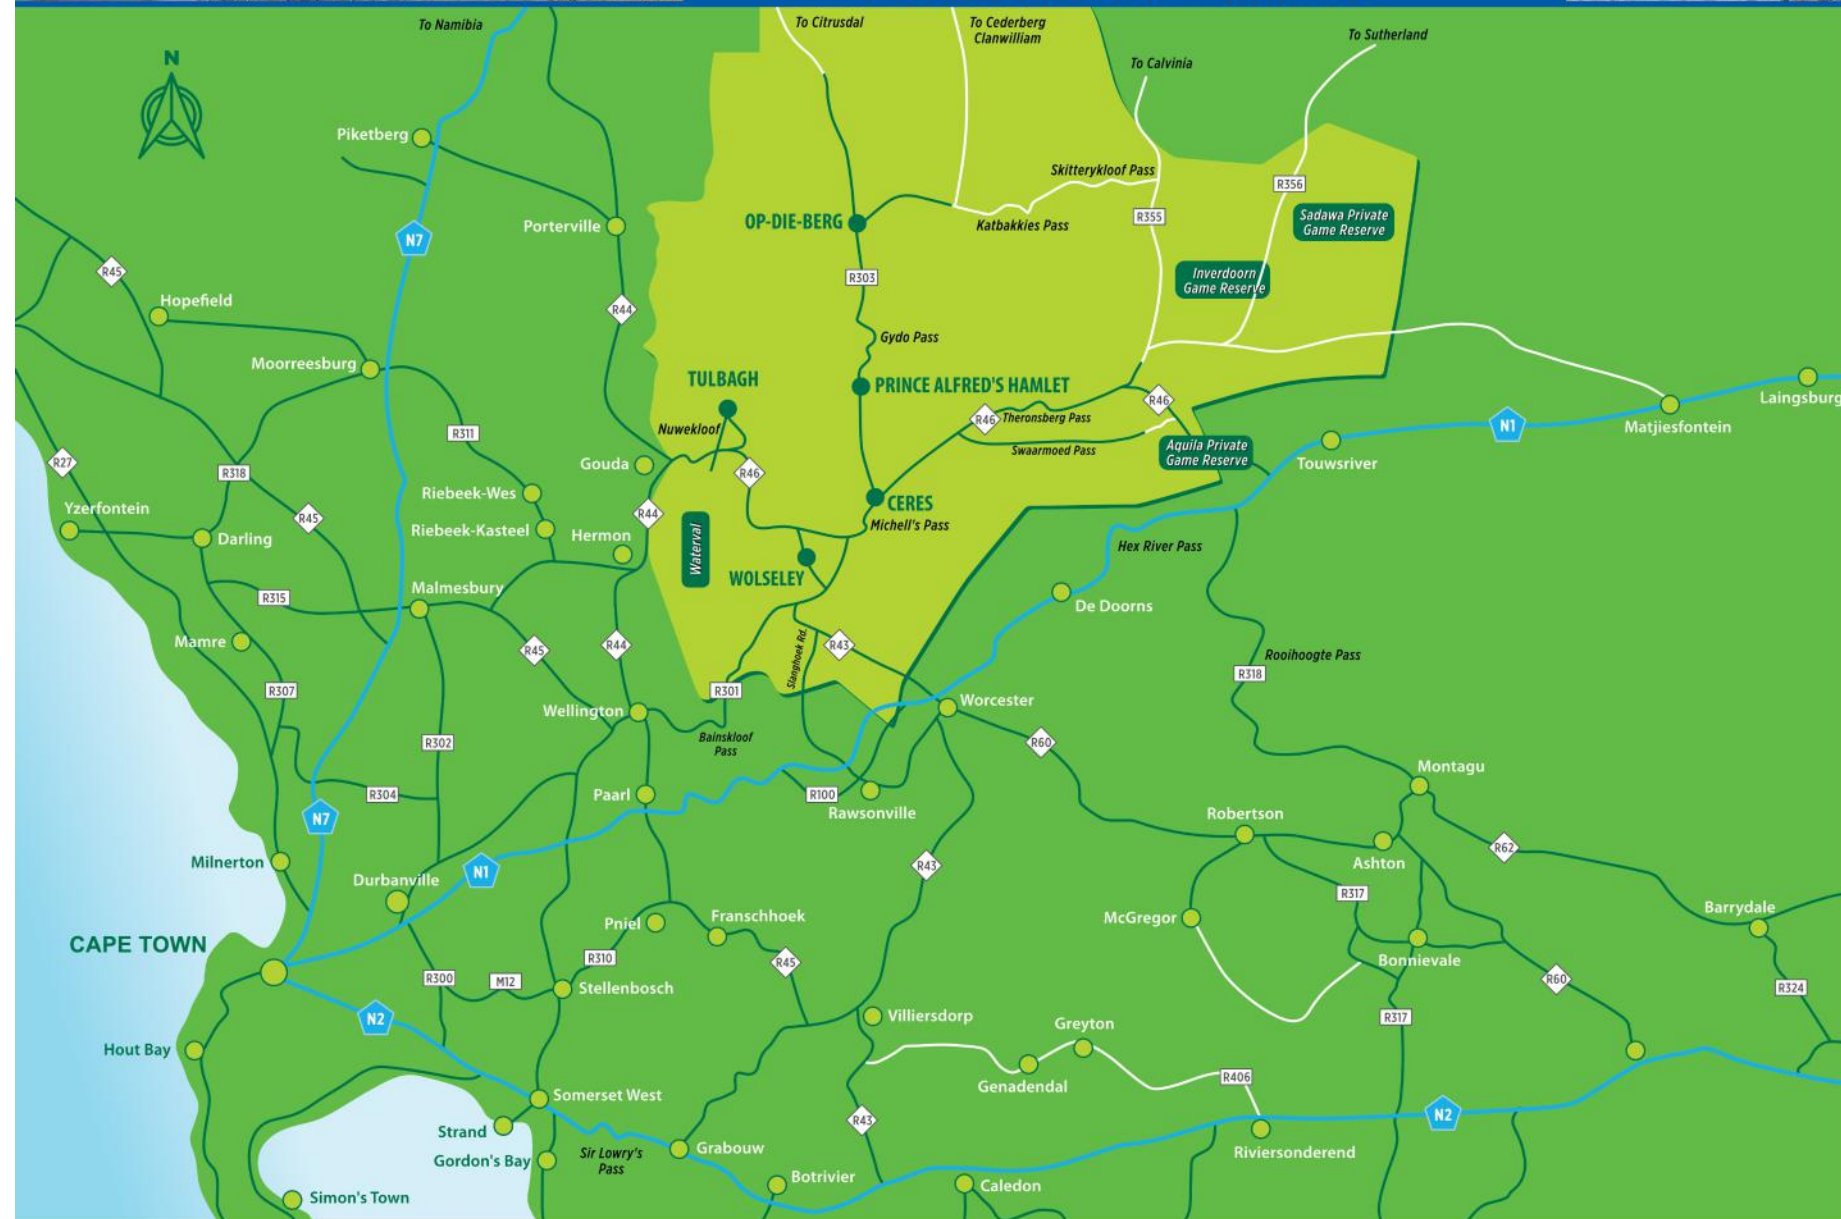 To Namibia
To Citrusdal
To Cederberg
Clanwilliam
To Sutherland
To Calvinia
N
Piketberg
Skitterykloof Pass
R356
OP-DIE-BERG
Katbakkies Pass
R355
Sadawa Private
Game Reserve
Porterville
N7
R45
R303
Inverdoorn
Game Reserve
Hopefield
R44
Gydo Pass
Moorreesburg
TULBAGH
PRINCE ALFRED'S HAMLET
Laingsburg
R46
R46
Theronsberg Pass
Nuwekloof
R311
N1
Matjiesfontein
Swaarmoed Pass
Aquila Private
Game Reserve
Touwsriver
R27
R318
Gouda
R46
Riebeek-Wes
CERES
Michell's Pass
Yzerfontein
R45
R44
Riebeek-Kasteel
Hermon
Darling
Waterval
Hex River Pass
WOLSELEY
Malmesbury
R315
De Doorns
Mamre
R45
R44
Slanghoek Rd.
R43
Rooihoogte Pass
R318
R307
R301
Wellington
Worcester
R302
Bainskloof
Pass
R60
Montagu
R304
Paarl
R100
Rawsonville
Robertson
N7
R62
Milnerton
Ashton
Durbanville
N1
R43
R317
Barrydale
McGregor
Pniel
Franschhoek
CAPE TOWN
Bonnievale
R310
R45
R300
M12
Stellenbosch
R60
R324
N2
Villiersdorp
Greyton
R317
Hout Bay
Genadendal
R406
Somerset West
R43
N2
Strand
Sir Lowry's
Pass
Grabouw
Riviersonderend
Gordon's Bay
Botrivier
Caledon
Simon's Town